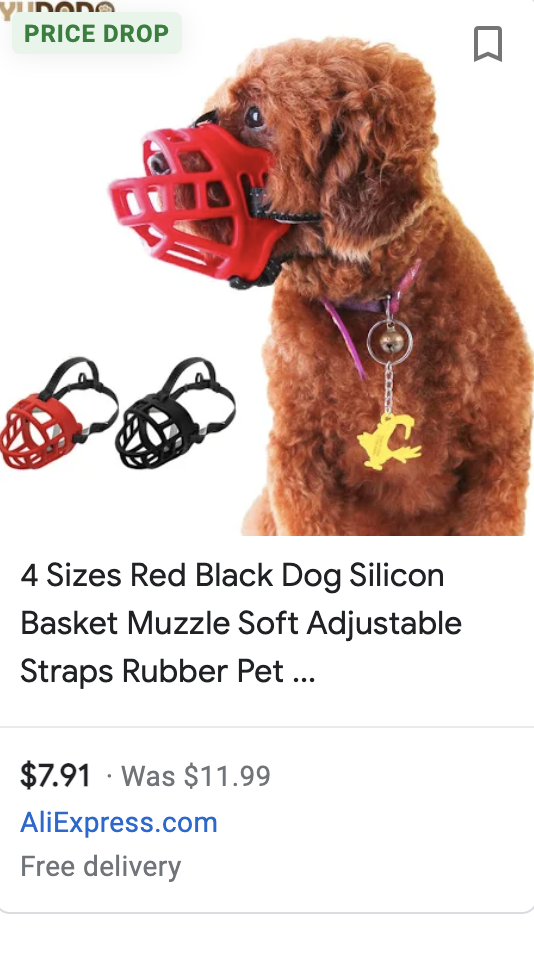 YUDODO
PRICE DROP
4 Sizes Red Black Dog Silicon
Basket Muzzle Soft Adjustable
Straps Rubber Pet ...
$7.91 · Was $11.99
AliExpress.com
Free delivery